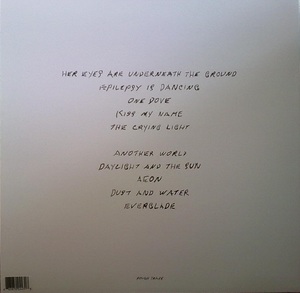 HER EYES ARE UNDERNEATH THE GROUND
EPILEPSY IS DANCING
ONE DOVE
KISS MY NAME
THE CRYING LIGHT
ANOTHER WORLD
DAYLIGHT AND THE SUN
AEON
DUST AND WATER
EVERGLADE